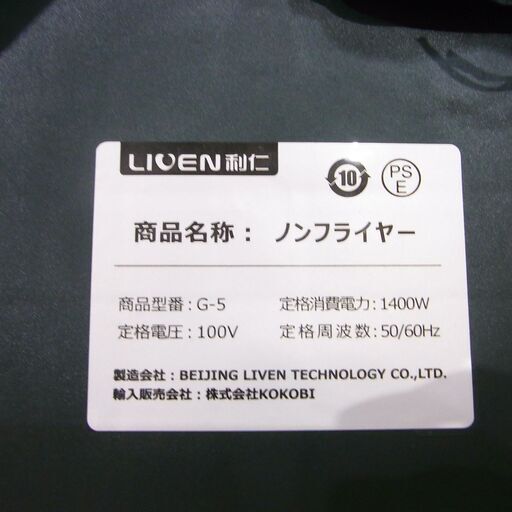 LIVEN利仁
10
PS
E
商品名称： ノンフライヤー
商品型番：G-5
定格消費電力：1400W
定格電圧：100V
定格周波数：50/60Hz
製造会社：BEIJING LIVEN TECHNOLOGY CO.,LTD.
輸入販売会社：株式会社KOKOBI